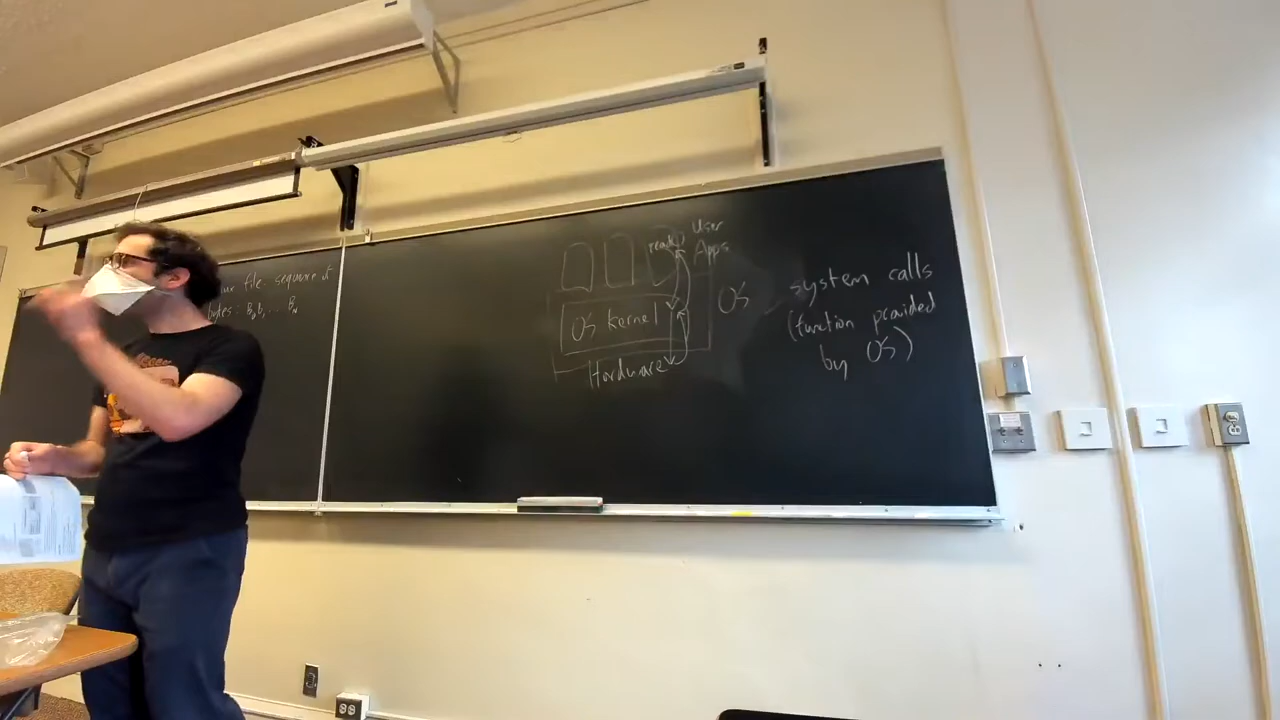 our file: sequence of
bytes: B₀ b₁ ... Bₙ
read()
User
Apps
OS kernel
OS
Hardware
system calls
(function provided
by OS)